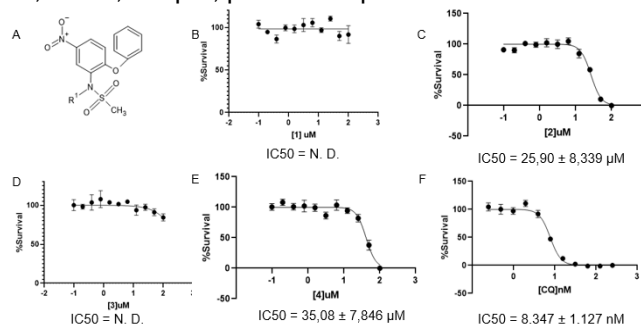 A
O⁻
N⁺
O
O
N
R¹
O
S
O
CH₃
B
%Survival
100
50
0
-2
-1
0
1
2
3
[1] uM
IC50 = N. D.
C
%Survival
150
100
50
0
-50
-1
0
1
2
3
[2]uM
IC50 = 25,90 ± 8,339 µM
D
%Survival
100
50
0
-2
-1
0
1
2
3
[3]uM
IC50 = N. D.
E
%Survival
150
100
50
0
-50
-2
-1
0
1
2
3
[4]uM
IC50 = 35,08 ± 7,846 µM
F
%Survival
150
100
50
0
-50
0
1
2
3
[CQ]nM
IC50 = 8.347 ± 1.127 nM